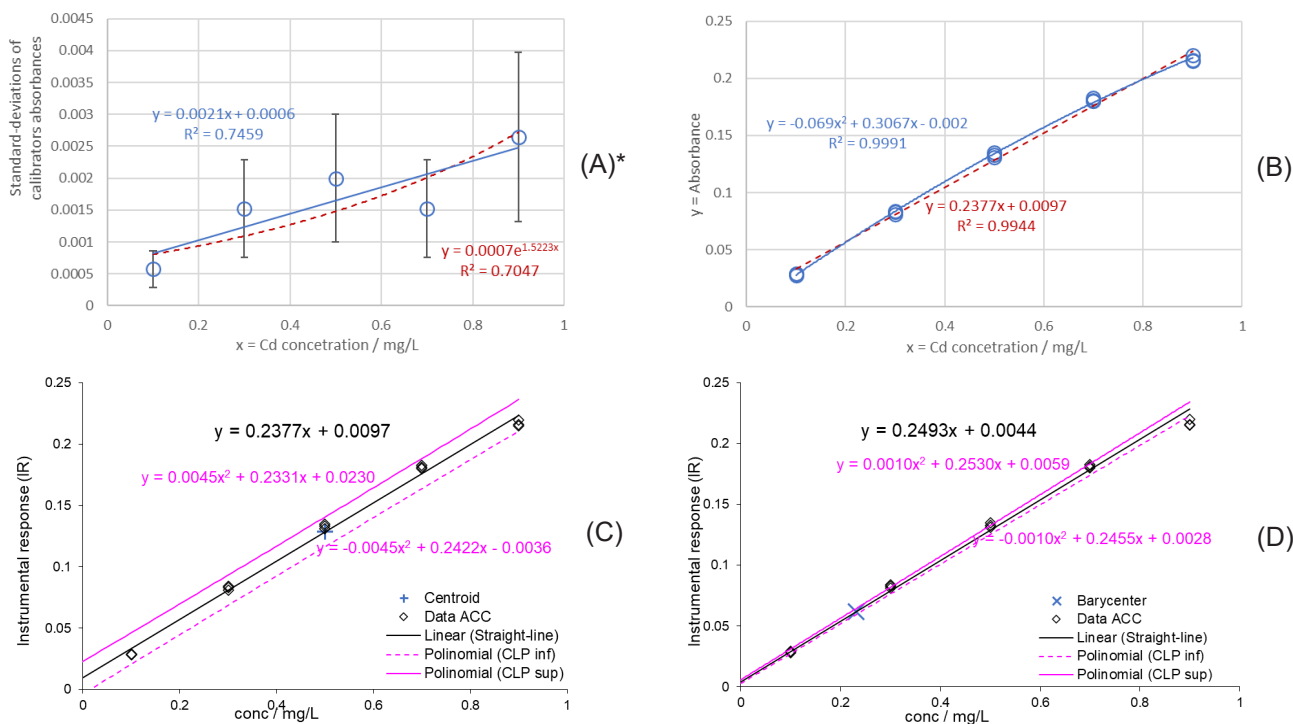 Standard-deviations of
calibrators absorbances
0.0045
0.004
0.0035
0.003
0.0025
0.002
0.0015
0.001
0.0005
0
y = 0.0021x + 0.0006
R² = 0.7459
y = 0.0007e^1.5223x
R² = 0.7047
0 0.2 0.4 0.6 0.8 1
x = Cd concetration / mg/L
(A)*
y = Absorbance
0.25
0.2
0.15
0.1
0.05
0
y = -0.069x² + 0.3067x - 0.002
R² = 0.9991
y = 0.2377x + 0.0097
R² = 0.9944
0 0.2 0.4 0.6 0.8 1
x = Cd concetration / mg/L
(B)
Instrumental response (IR)
0.25
0.2
0.15
0.1
0.05
0
y = 0.2377x + 0.0097
y = 0.0045x² + 0.2331x + 0.0230
y = -0.0045x² + 0.2422x - 0.0036
Centroid
Data ACC
Linear (Straight-line)
Polinomial (CLP inf)
Polinomial (CLP sup)
0 0.2 0.4 0.6 0.8 1
conc / mg/L
(C)
Instrumental response (IR)
0.25
0.2
0.15
0.1
0.05
0
y = 0.2493x + 0.0044
y = 0.0010x² + 0.2530x + 0.0059
y = -0.0010x² + 0.2455x + 0.0028
Barycenter
Data ACC
Linear (Straight-line)
Polinomial (CLP inf)
Polinomial (CLP sup)
0 0.2 0.4 0.6 0.8 1
conc / mg/L
(D)